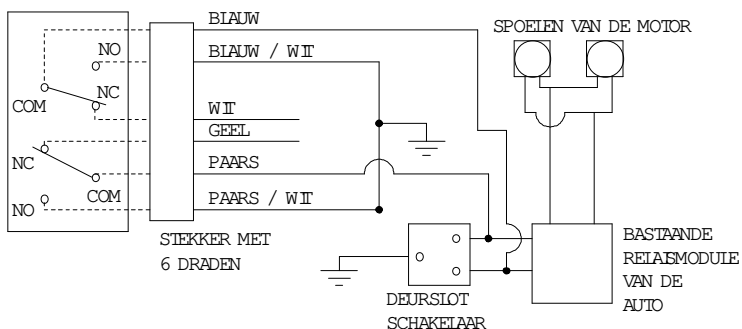 BLAUW
SPOELEN VAN DE MOTOR
NO
BLAUW / WIT
NC
COM
WIT
GEEL
NC
PAARS
COM
NO
PAARS / WIT
STEKKER MET
6 DRADEN
BASTAANDE
RELAISMODULE
VAN DE
AUTO
DEURSLOT
SCHAKELAAR